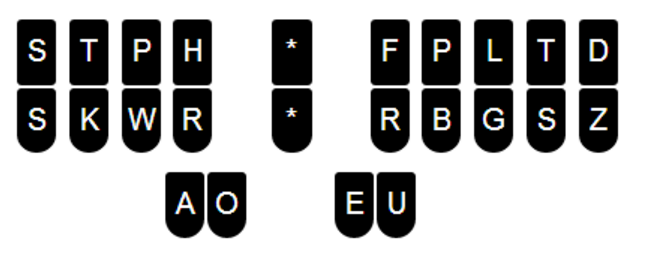 S T P H * F P L T D
S K W R * R B G S Z
A O E U